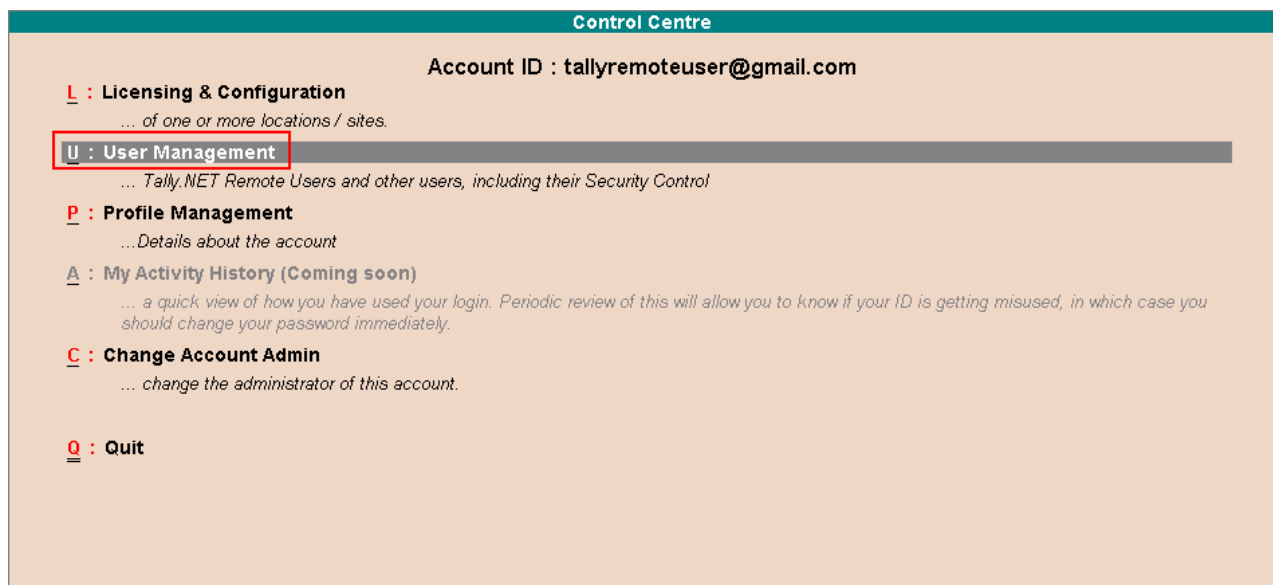 Control Centre
Account ID : tallyremoteuser@gmail.com
L : Licensing & Configuration
... of one or more locations / sites.
U : User Management
... Tally.NET Remote Users and other users, including their Security Control
P : Profile Management
...Details about the account
A : My Activity History (Coming soon)
... a quick view of how you have used your login. Periodic review of this will allow you to know if your ID is getting misused, in which case you
should change your password immediately.
C : Change Account Admin
... change the administrator of this account.
Q : Quit